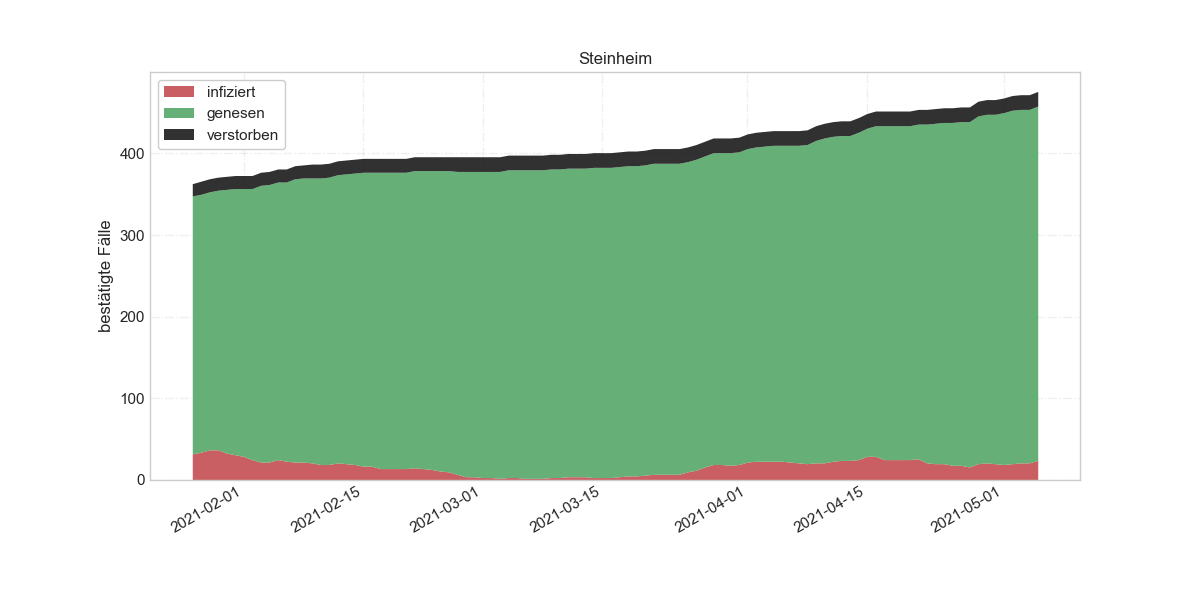 Steinheim
infiziert
genesen
verstorben
bestätigte Fälle
400
300
200
100
0
2021-02-01
2021-02-15
2021-03-01
2021-03-15
2021-04-01
2021-04-15
2021-05-01